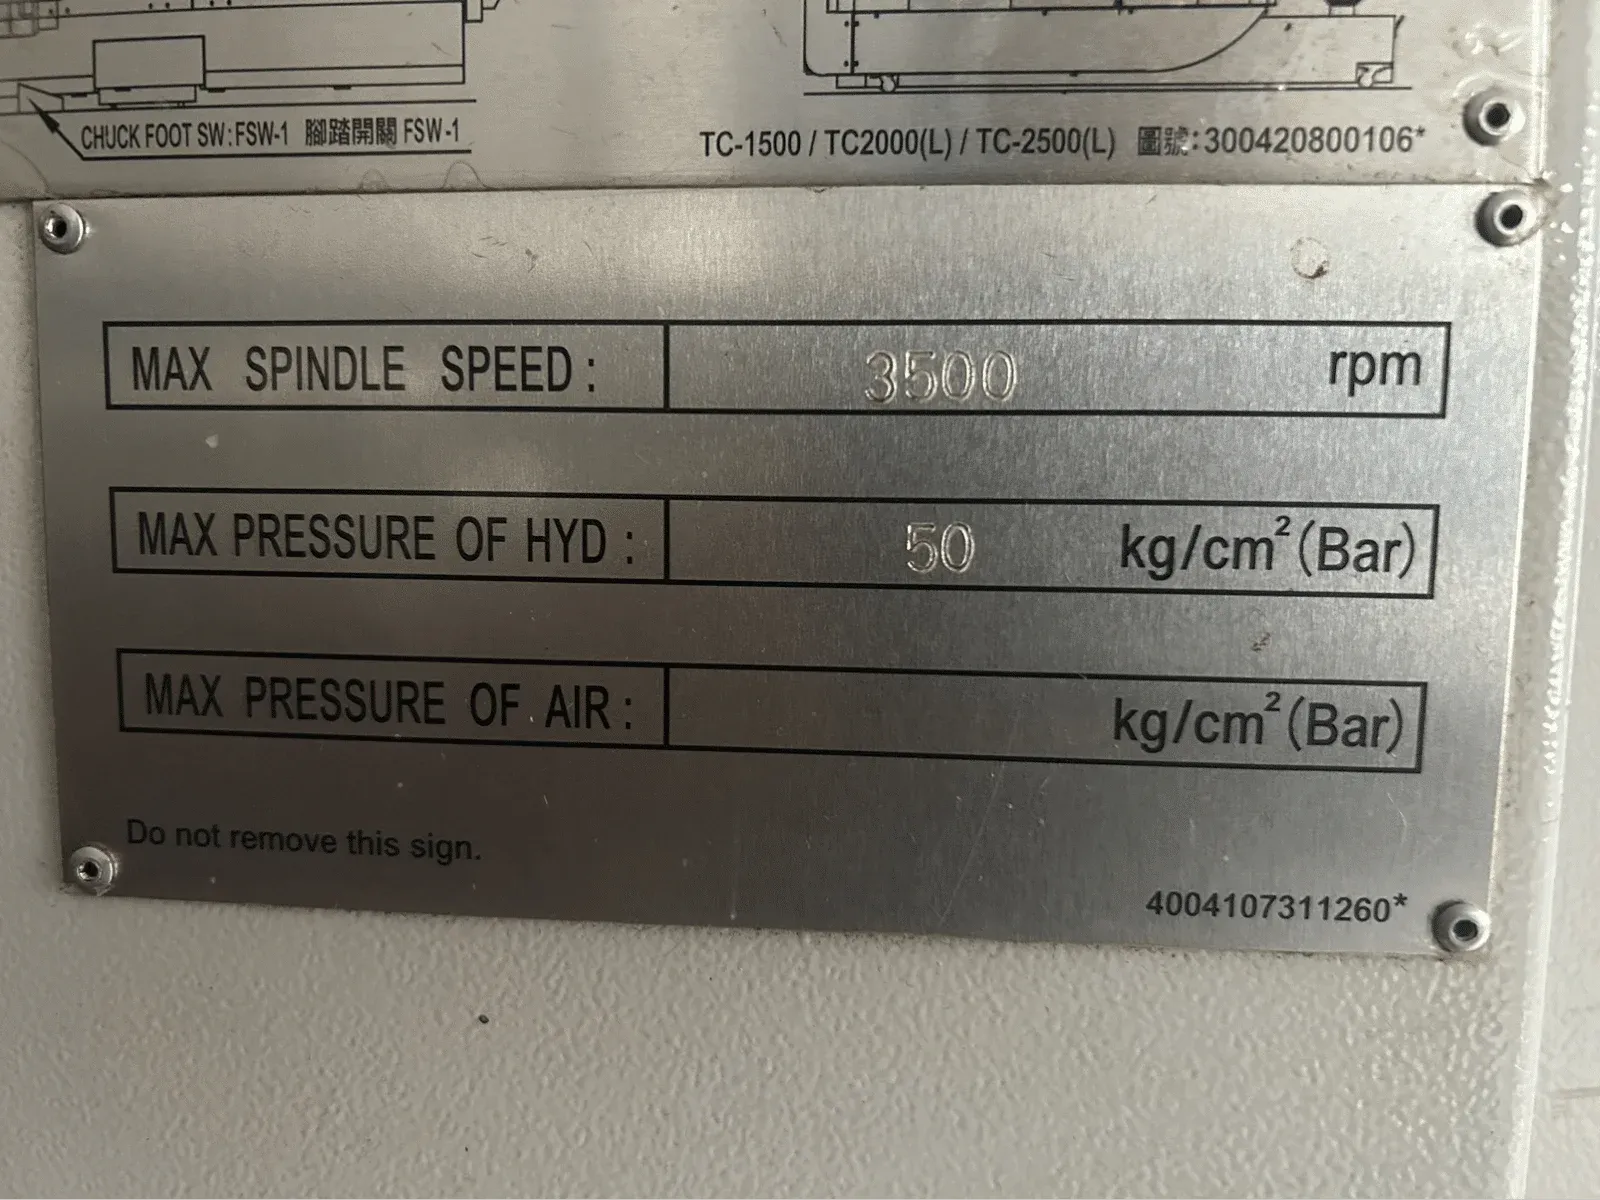 CHUCK FOOT SW:FSW-1 腳踏開關 FSW-1
TC-1500 / TC2000(L) / TC-2500(L) 圖號:300420800106*
MAX SPINDLE SPEED: 3500 rpm
MAX PRESSURE OF HYD: 50 kg/cm²(Bar)
MAX PRESSURE OF AIR: kg/cm²(Bar)
Do not remove this sign.
4004107311260*